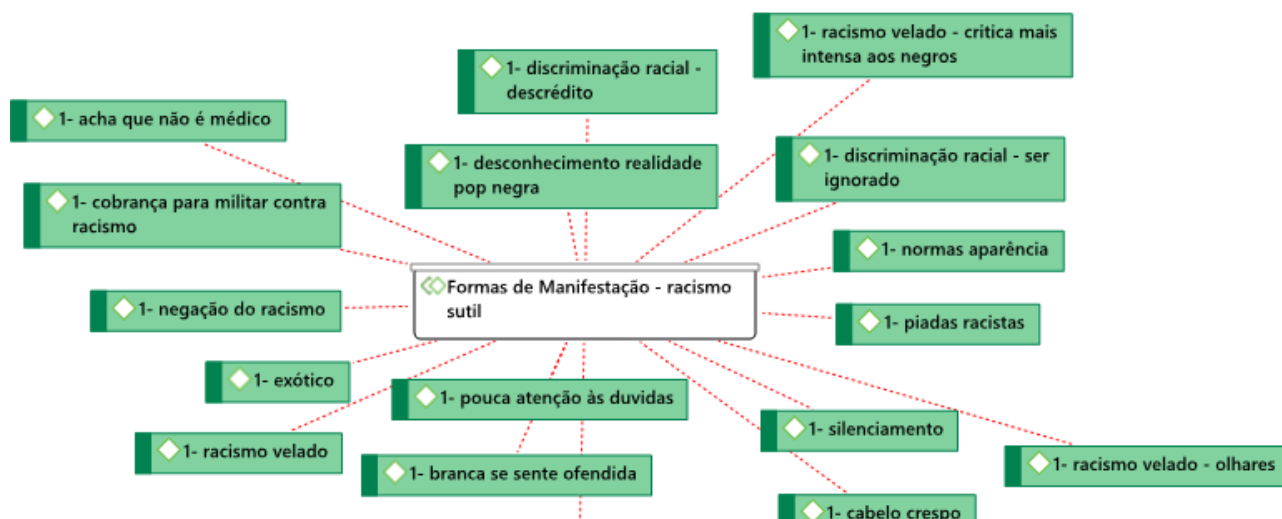 1- racismo velado - critica mais
intensa aos negros
1- discriminação racial -
descrédito
1- acha que não é médico
1- desconhecimento realidade
pop negra
1- discriminação racial - ser
ignorado
1- cobrança para militar contra
racismo
1- normas aparência
Formas de Manifestação - racismo
sutil
1- negação do racismo
1- piadas racistas
1- exótico
1- pouca atenção às duvidas
1- silenciamento
1- racismo velado
1- branca se sente ofendida
1- racismo velado - olhares
1- cabelo crespo